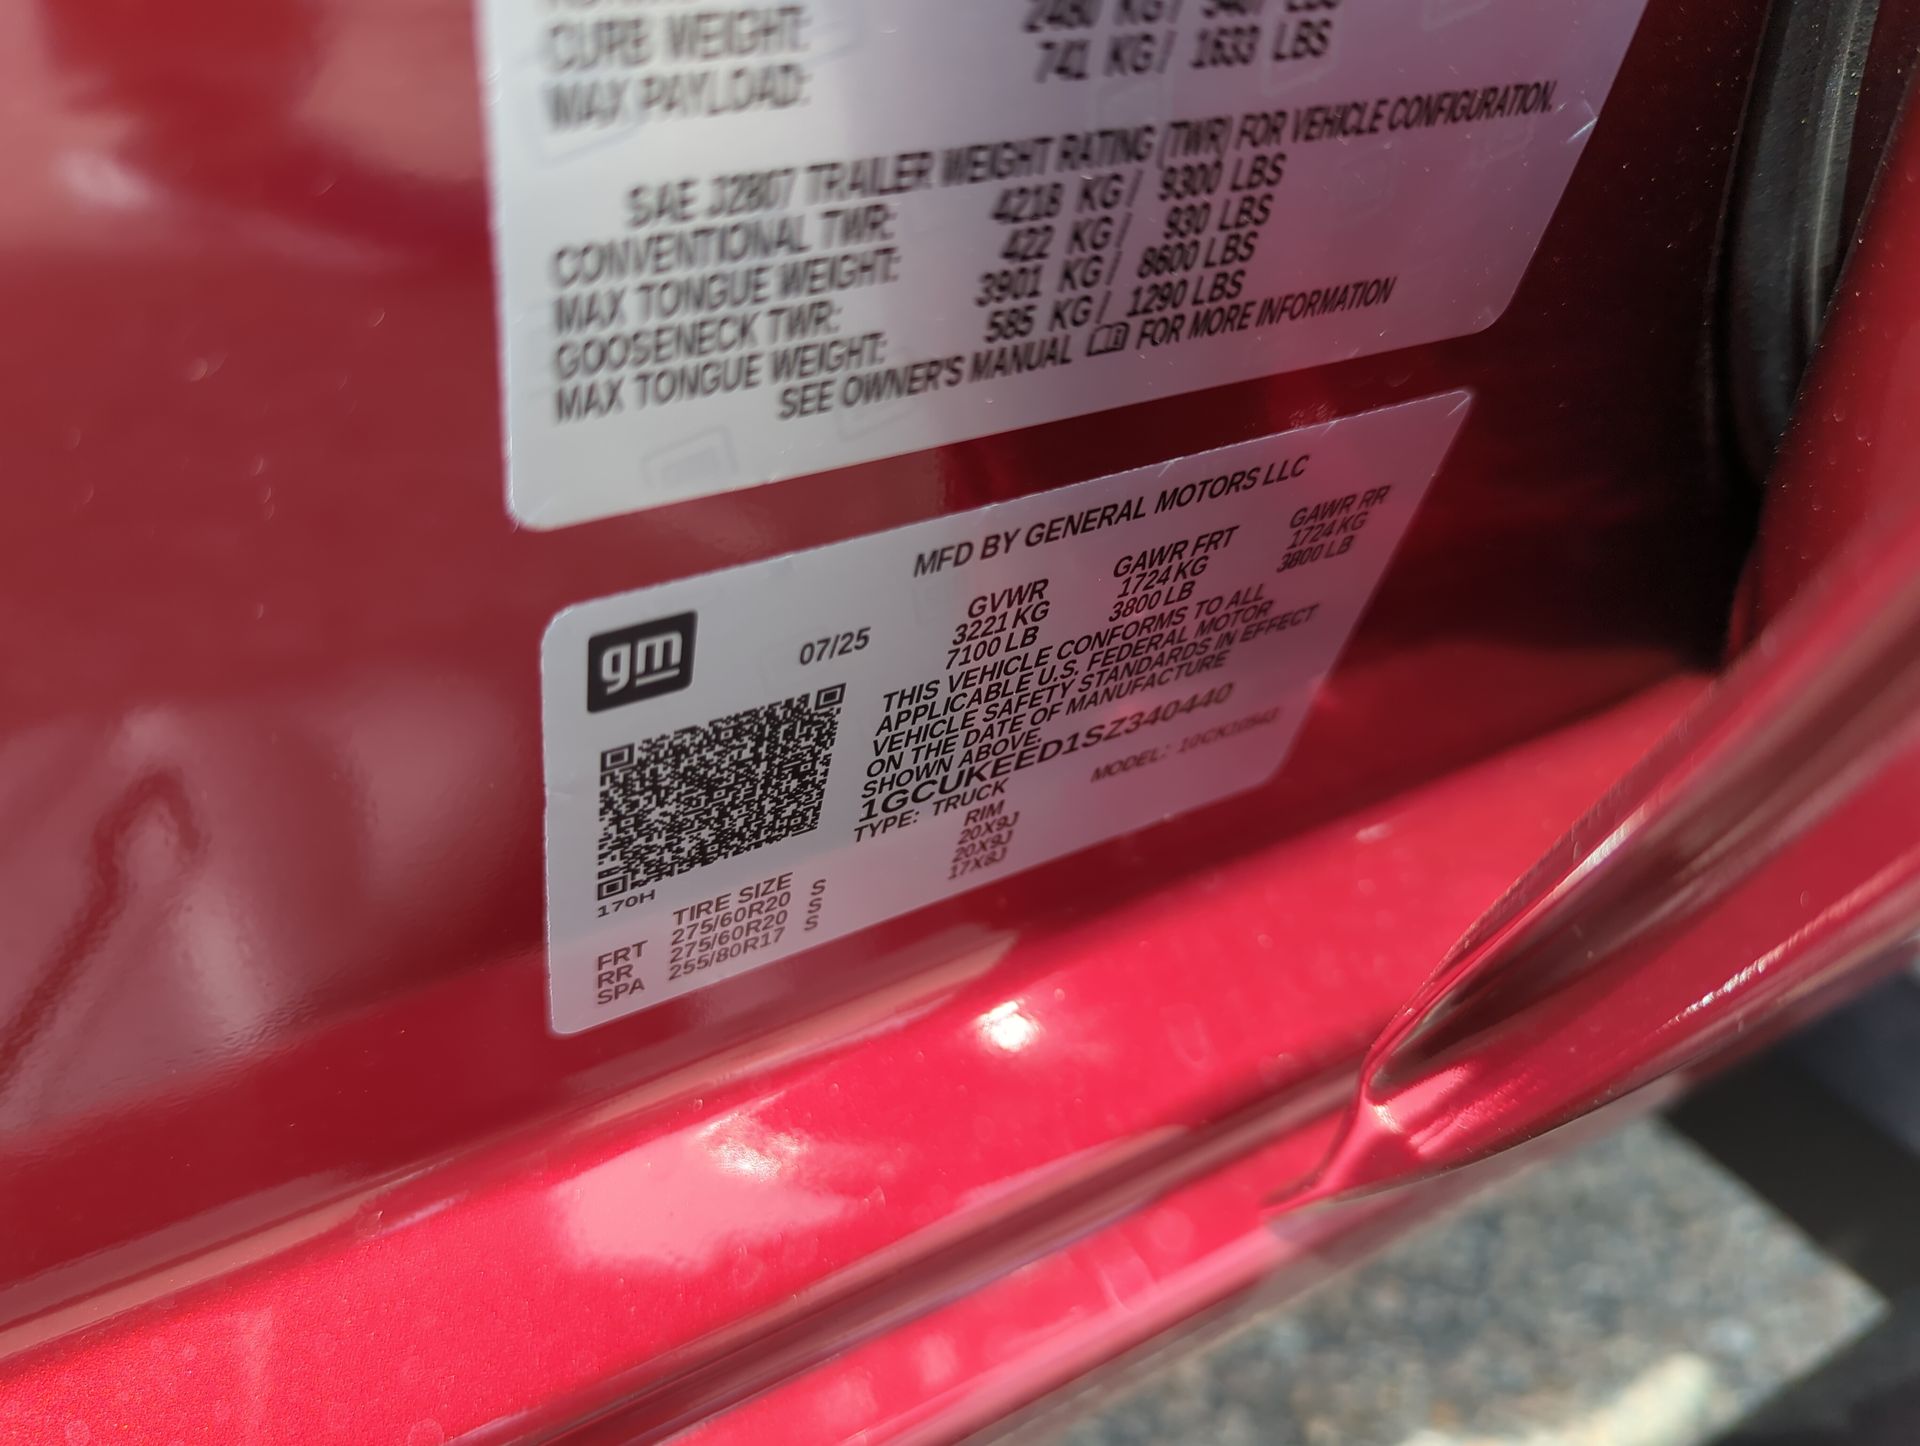 CURB WEIGHT:
MAX PAYLOAD: 741 KG / 1633 LBS
SAE J2807 TRAILER WEIGHT RATING (TWR) FOR VEHICLE CONFIGURATION.
CONVENTIONAL TWR: 4218 KG / 9300 LBS
MAX TONGUE WEIGHT: 422 KG / 930 LBS
GOOSENECK TWR: 3901 KG / 8600 LBS
MAX TONGUE WEIGHT: 585 KG / 1290 LBS
SEE OWNER'S MANUAL FOR MORE INFORMATION
MFD BY GENERAL MOTORS LLC
gm
07/25
GVWR GAWR FRT GAWR RR
3221 KG 1724 KG 1724 KG
7100 LB 3800 LB 3800 LB
THIS VEHICLE CONFORMS TO ALL
APPLICABLE U.S. FEDERAL MOTOR
VEHICLE SAFETY STANDARDS IN EFFECT
ON THE DATE OF MANUFACTURE
SHOWN ABOVE.
1GCUKEED1SZ340440
TYPE: TRUCK MODEL: 10CK10543
170H
TIRE SIZE RIM
FRT 275/60R20 S 20X9J
RR 275/60R20 S 20X9J
SPA 255/80R17 S 17X8J